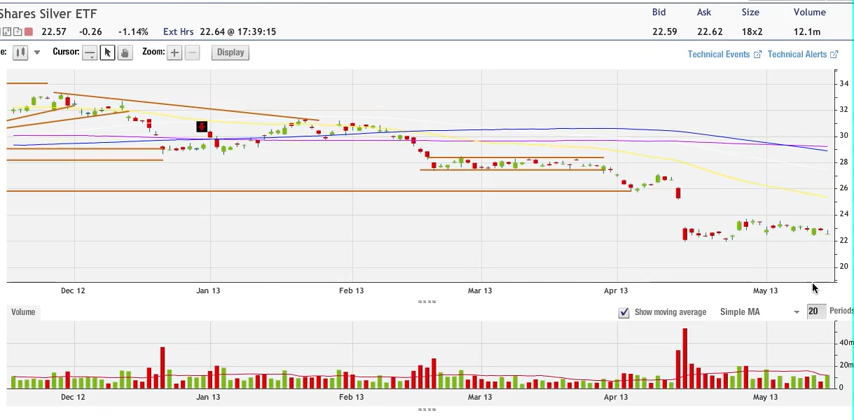 Shares Silver ETF
Bid Ask Size Volume
22.57 -0.26 -1.14% Ext Hrs 22.64 @ 17:39:15 22.59 22.62 18x2 12.1m
e: Cursor: Zoom: + − Display Technical Events Technical Alerts
34
32
30
28
26
24
22
20
Dec 12 Jan 13 Feb 13 Mar 13 Apr 13 May 13
Volume Show moving average Simple MA 20 Periods
40m
20m
0
Dec 12 Jan 13 Feb 13 Mar 13 Apr 13 May 13